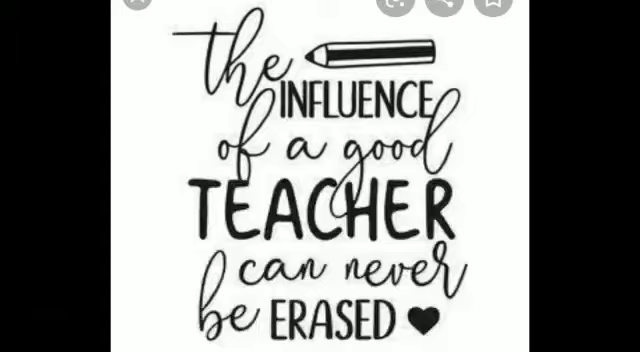 the
INFLUENCE
of a good
TEACHER
can never
be ERASED